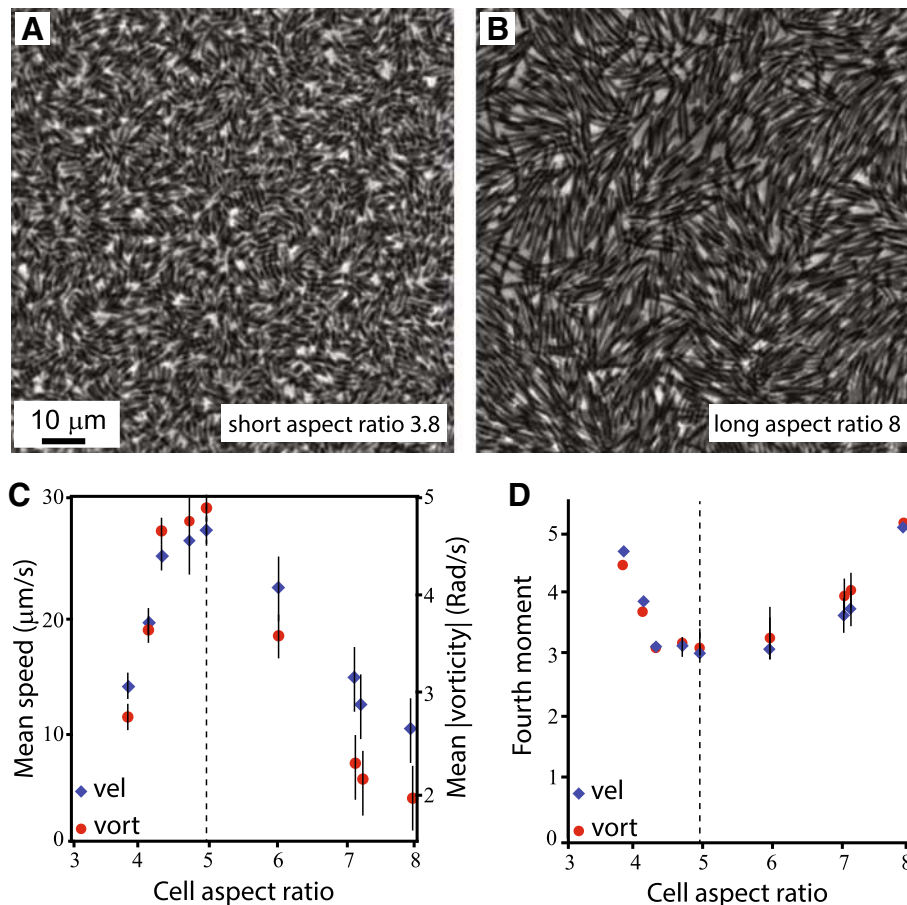 A
B
10 μm
short aspect ratio 3.8
long aspect ratio 8
C
D
30
20
10
0
Mean speed (μm/s)
5
4
3
2
Mean |vorticity| (Rad/s)
vel
vort
3 4 5 6 7 8
Cell aspect ratio
5
4
3
2
1
0
Fourth moment
vel
vort
3 4 5 6 7 8
Cell aspect ratio